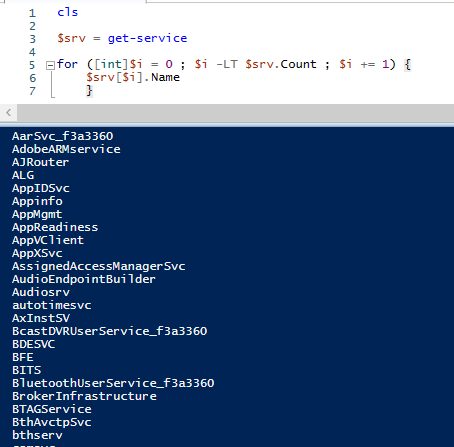 1 cls
2
3 $srv = get-service
4
5 for ([int]$i = 0 ; $i -LT $srv.Count ; $i += 1) {
6 $srv[$i].Name
7 }
AarSvc_f3a3360
AdobeARMservice
AJRouter
ALG
AppIDSvc
Appinfo
AppMgmt
AppReadiness
AppVClient
AppXSvc
AssignedAccessManagerSvc
AudioEndpointBuilder
Audiosrv
autotimesvc
AxInstSV
BcastDVRUserService_f3a3360
BDESVC
BFE
BITS
BluetoothUserService_f3a3360
BrokerInfrastructure
BTAGService
BthAvctpSvc
bthserv